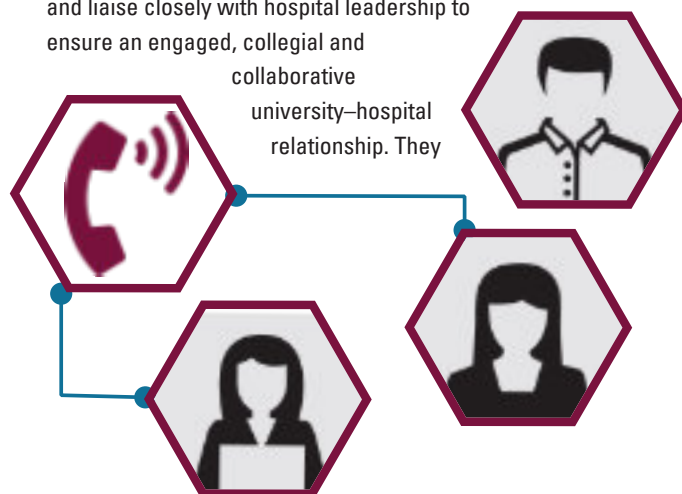 and liaise closely with hospital leadership to
ensure an engaged, collegial and
collaborative
university–hospital
relationship. They